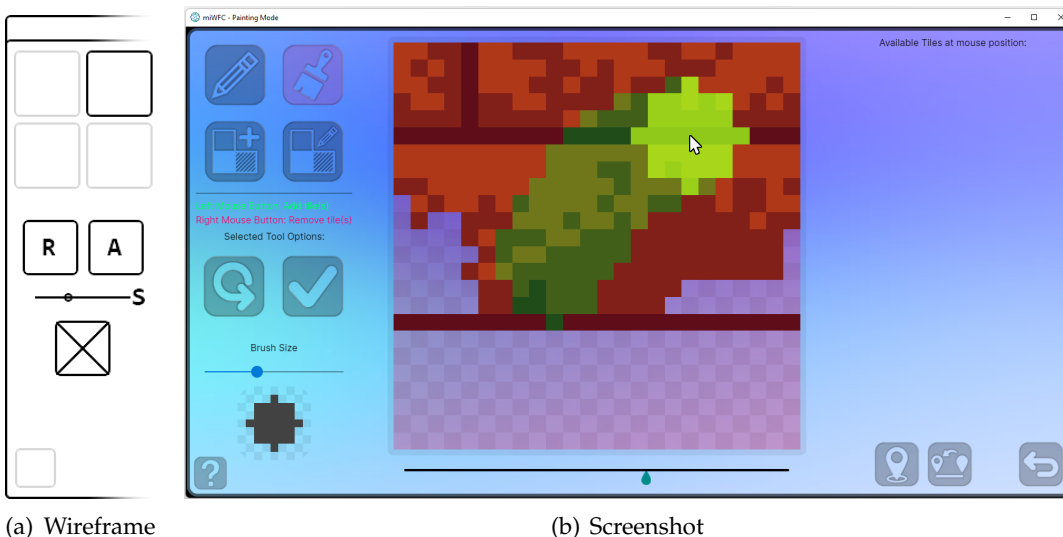 miWFC - Painting Mode
Available Tiles at mouse position:
Left Mouse Button: Add tile(s)
Right Mouse Button: Remove tile(s)
Selected Tool Options:
R
A
S
Brush Size
?
(a) Wireframe
(b) Screenshot